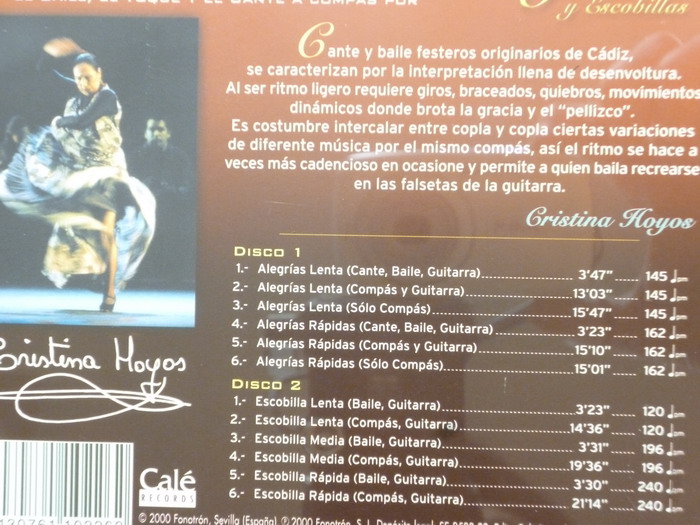 EL CANTE A COMPÁS POR
y Escobillas
Cante y baile festeros originarios de Cádiz,
se caracterizan por la interpretación llena de desenvoltura.
Al ser ritmo ligero requiere giros, braceados, quiebros, movimientos
dinámicos donde brota la gracia y el “pellizco”.
Es costumbre intercalar entre copla y copla ciertas variaciones
de diferente música por el mismo compás, así el ritmo se hace a
veces más cadencioso en ocasione y permite a quien baila recrearse
en las falsetas de la guitarra.
Cristina Hoyos
DISCO 1
1.- Alegrías Lenta (Cante, Baile, Guitarra) 3'47" 145
2.- Alegrías Lenta (Compás y Guitarra) 13'03" 145
3.- Alegrías Lenta (Sólo Compás) 15'47" 145
4.- Alegrías Rápidas (Cante, Baile, Guitarra) 3'23" 162
5.- Alegrías Rápidas (Compás y Guitarra) 15'10" 162
6.- Alegrías Rápidas (Sólo Compás) 15'01" 162
Cristina Hoyos
DISCO 2
1.- Escobilla Lenta (Baile, Guitarra) 3'23" 120
2.- Escobilla Lenta (Compás, Guitarra) 14'36" 120
3.- Escobilla Media (Baile, Guitarra) 3'31" 196
4.- Escobilla Media (Compás, Guitarra) 19'36" 196
5.- Escobilla Rápida (Baile, Guitarra) 3'30" 240
6.- Escobilla Rápida (Compás, Guitarra) 21'14" 240
Calé
RECORDS
© 2000 Fonotrón, Sevilla (España). ℗ 2000 Fonotrón, S. L. Depósito legal